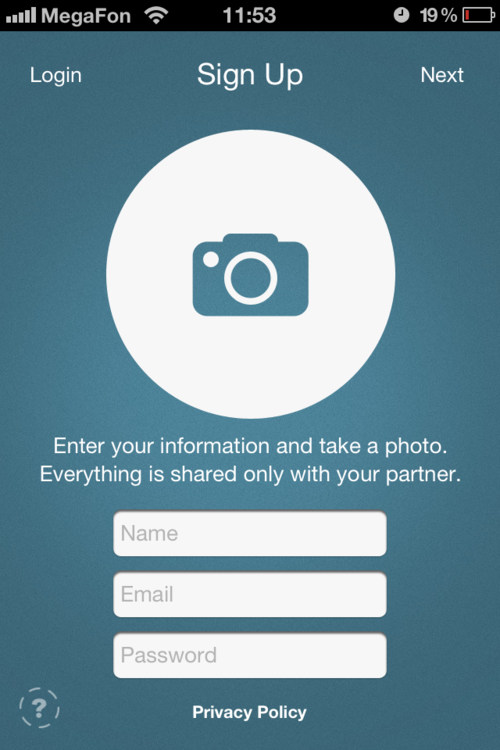 MegaFon 11:53 19%
Login Sign Up Next
Enter your information and take a photo.
Everything is shared only with your partner.
Name
Email
Password
? Privacy Policy